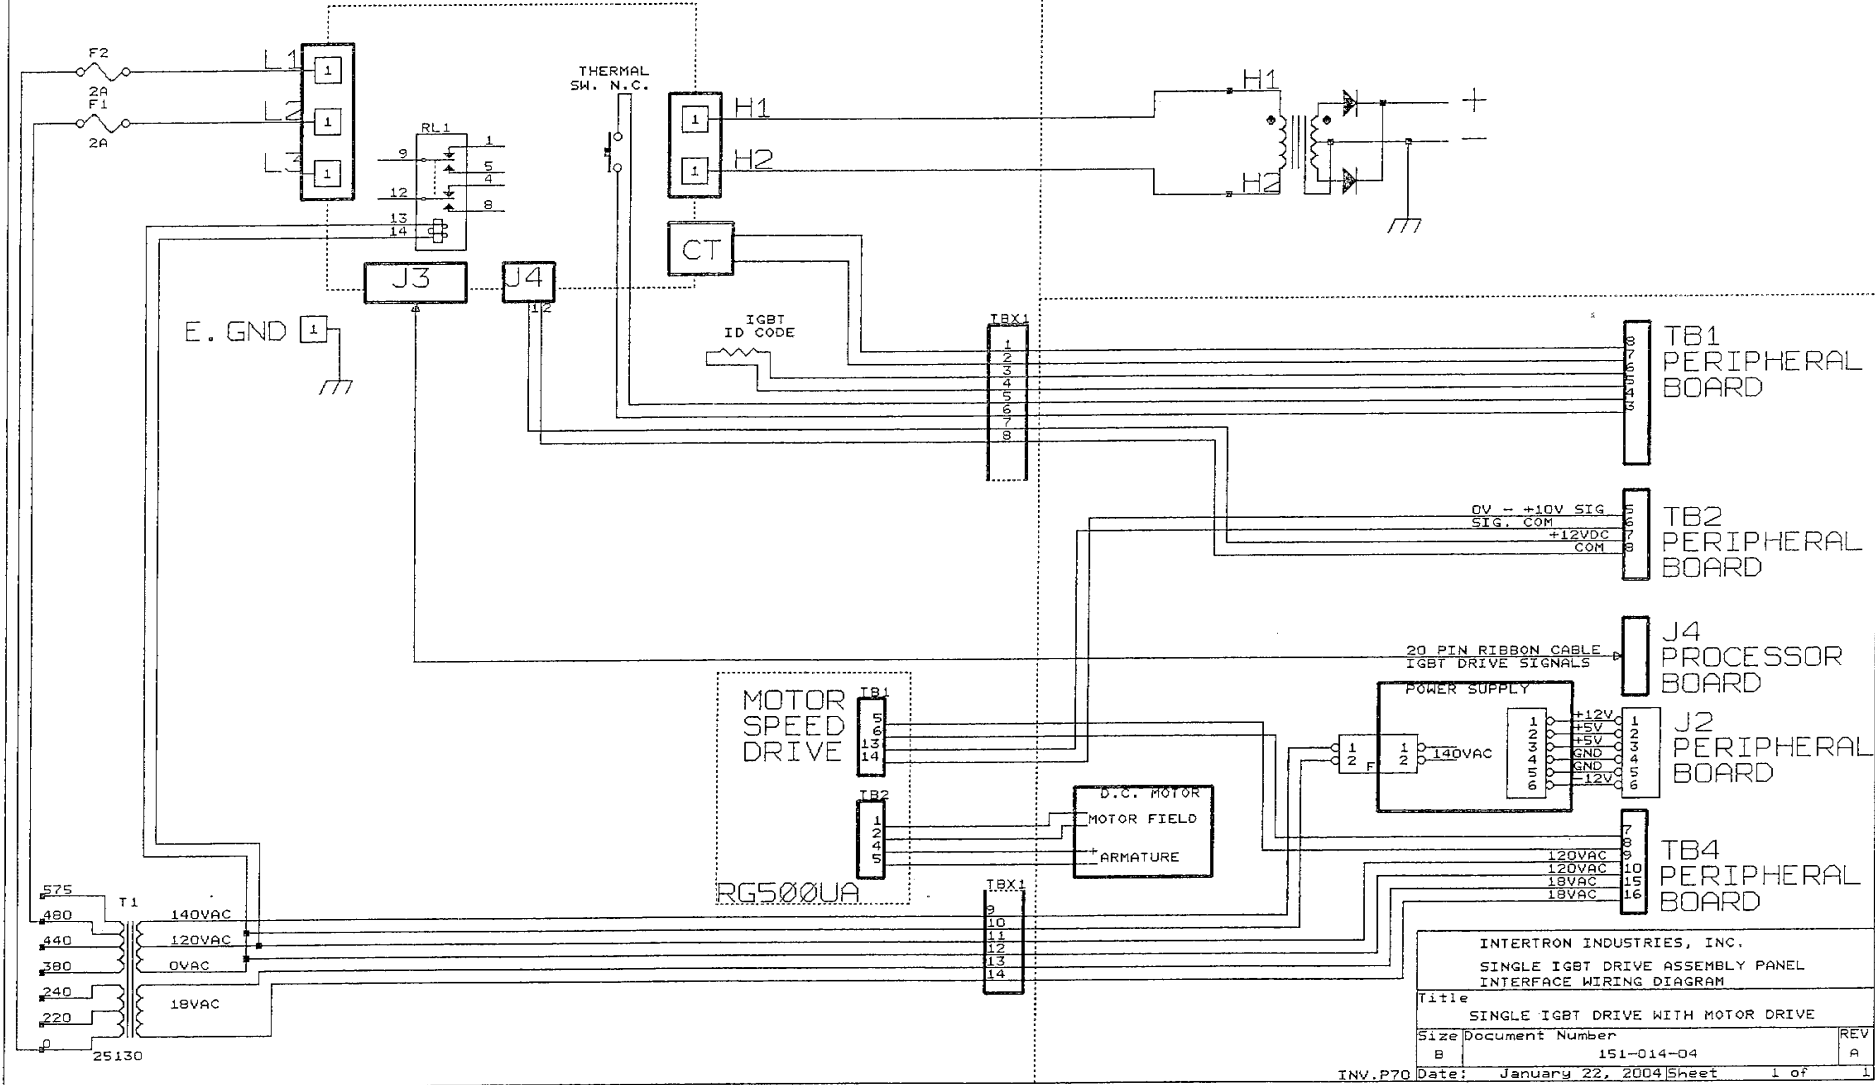 F2
2A
F1
2A
L1
L2
L3
1
1
1
RL1
9
12
13
14
1
5
4
8
THERMAL
SW. N.C.
1
1
H1
H2
CT
J3
J4
1 2
E. GND
1
IGBT
ID CODE
H1
H2
+
-
TBX1
1
2
3
4
5
6
7
8
8
7
6
5
4
3
TB1
PERIPHERAL
BOARD
0V - +10V SIG
SIG. COM
+12VDC
COM
5
6
7
8
TB2
PERIPHERAL
BOARD
20 PIN RIBBON CABLE
IGBT DRIVE SIGNALS
J4
PROCESSOR
BOARD
MOTOR
SPEED
DRIVE
TB1
5
6
13
14
TB2
1
2
4
5
RG500UA
D.C. MOTOR
MOTOR FIELD
+
-
ARMATURE
POWER SUPPLY
1
2
F
1
2
140VAC
1
2
3
4
5
6
+12V
+5V
+5V
GND
GND
-12V
1
2
3
4
5
6
J2
PERIPHERAL
BOARD
120VAC
120VAC
18VAC
18VAC
7
8
9
10
15
16
TB4
PERIPHERAL
BOARD
575
480
440
380
240
220
0
T1
140VAC
120VAC
0VAC
18VAC
25130
TBX1
9
10
11
12
13
14
INTERTRON INDUSTRIES, INC.
SINGLE IGBT DRIVE ASSEMBLY PANEL
INTERFACE WIRING DIAGRAM
Title
SINGLE IGBT DRIVE WITH MOTOR DRIVE
Size Document Number REV
B 151-014-04 A
INV.P70 Date: January 22, 2004 Sheet 1 of 1